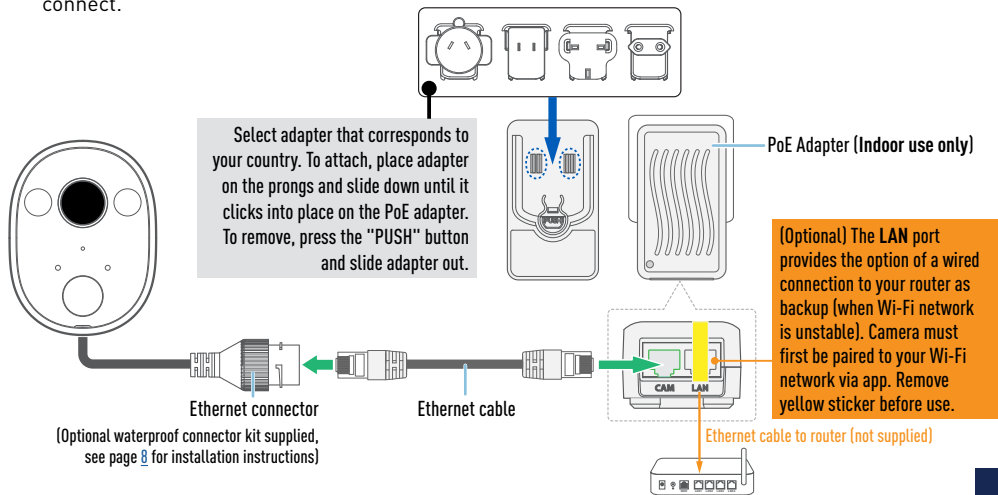 connect.
Select adapter that corresponds to
your country. To attach, place adapter
on the prongs and slide down until it
clicks into place on the PoE adapter.
To remove, press the "PUSH" button
and slide adapter out.
PUSH
PoE Adapter (Indoor use only)
(Optional) The LAN port
provides the option of a wired
connection to your router as
backup (when Wi-Fi network
is unstable). Camera must
first be paired to your Wi-Fi
network via app. Remove
yellow sticker before use.
CAM LAN
Ethernet connector
(Optional waterproof connector kit supplied,
see page 8 for installation instructions)
Ethernet cable
Ethernet cable to router (not supplied)